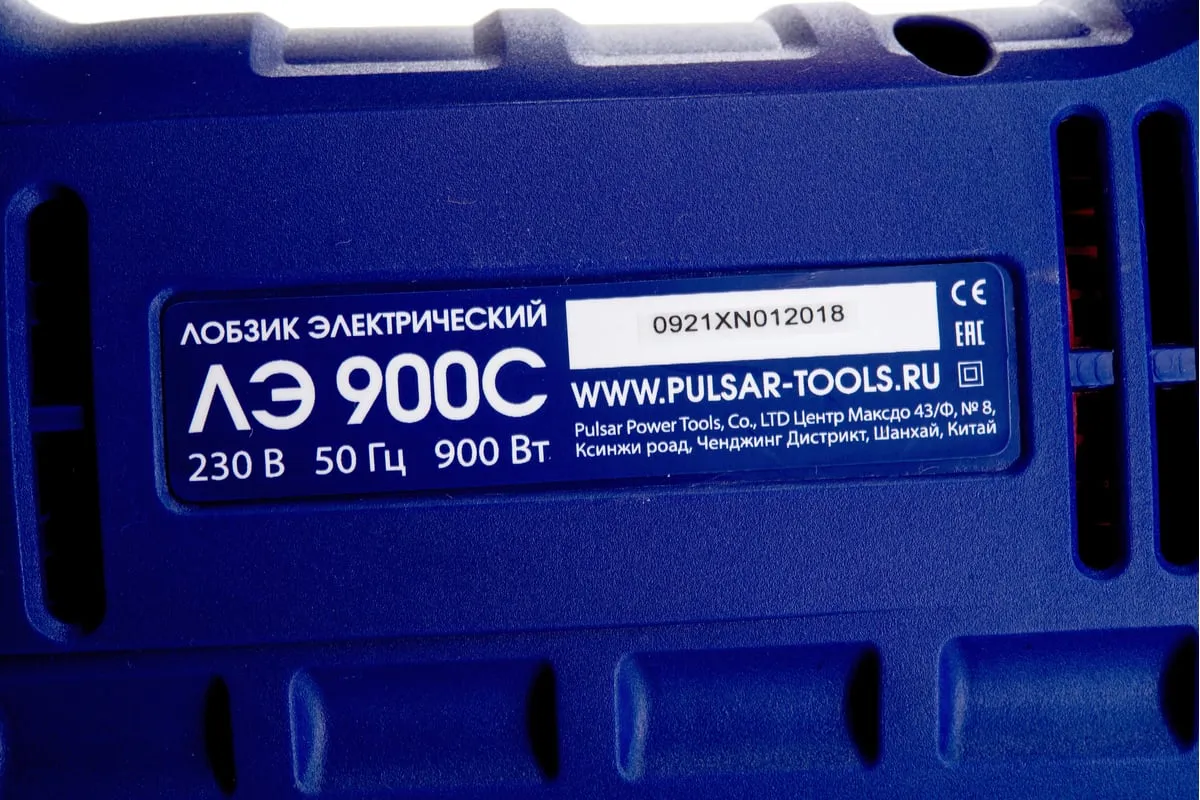 ЛОБЗИК ЭЛЕКТРИЧЕСКИЙ
ЛЭ 900С
230 В 50 Гц 900 Вт
0921XN012018
WWW.PULSAR-TOOLS.RU
Pulsar Power Tools, Co., LTD Центр Максдо 43/Ф, № 8,
Ксинжи роад, Ченджинг Дистрикт, Шанхай, Китай
CE
EAC